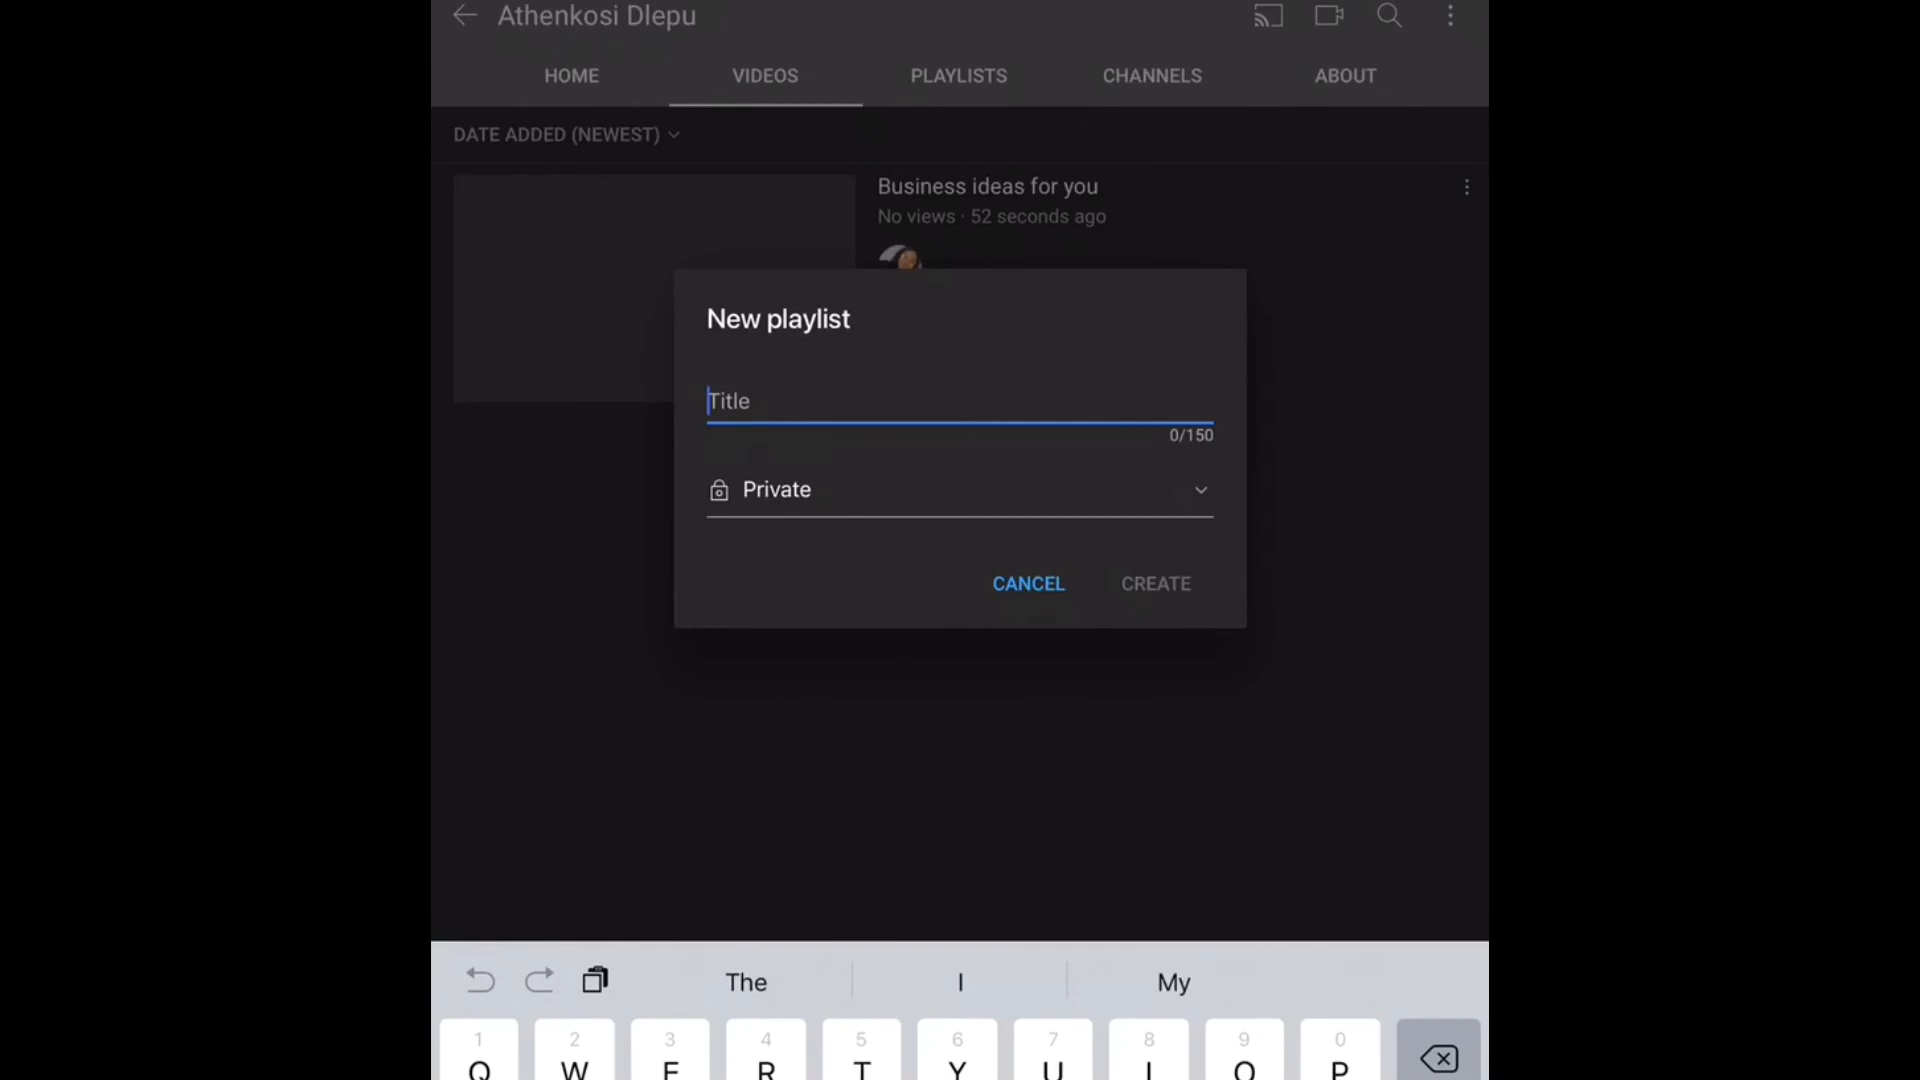 Athenkosi Dlepu
HOME VIDEOS PLAYLISTS CHANNELS ABOUT
DATE ADDED (NEWEST)
Business ideas for you
No views · 52 seconds ago
New playlist
Title
0/150
Private
CANCEL CREATE
The I My
1 2 3 4 5 6 7 8 9 0
Q W E R T Y U I O P